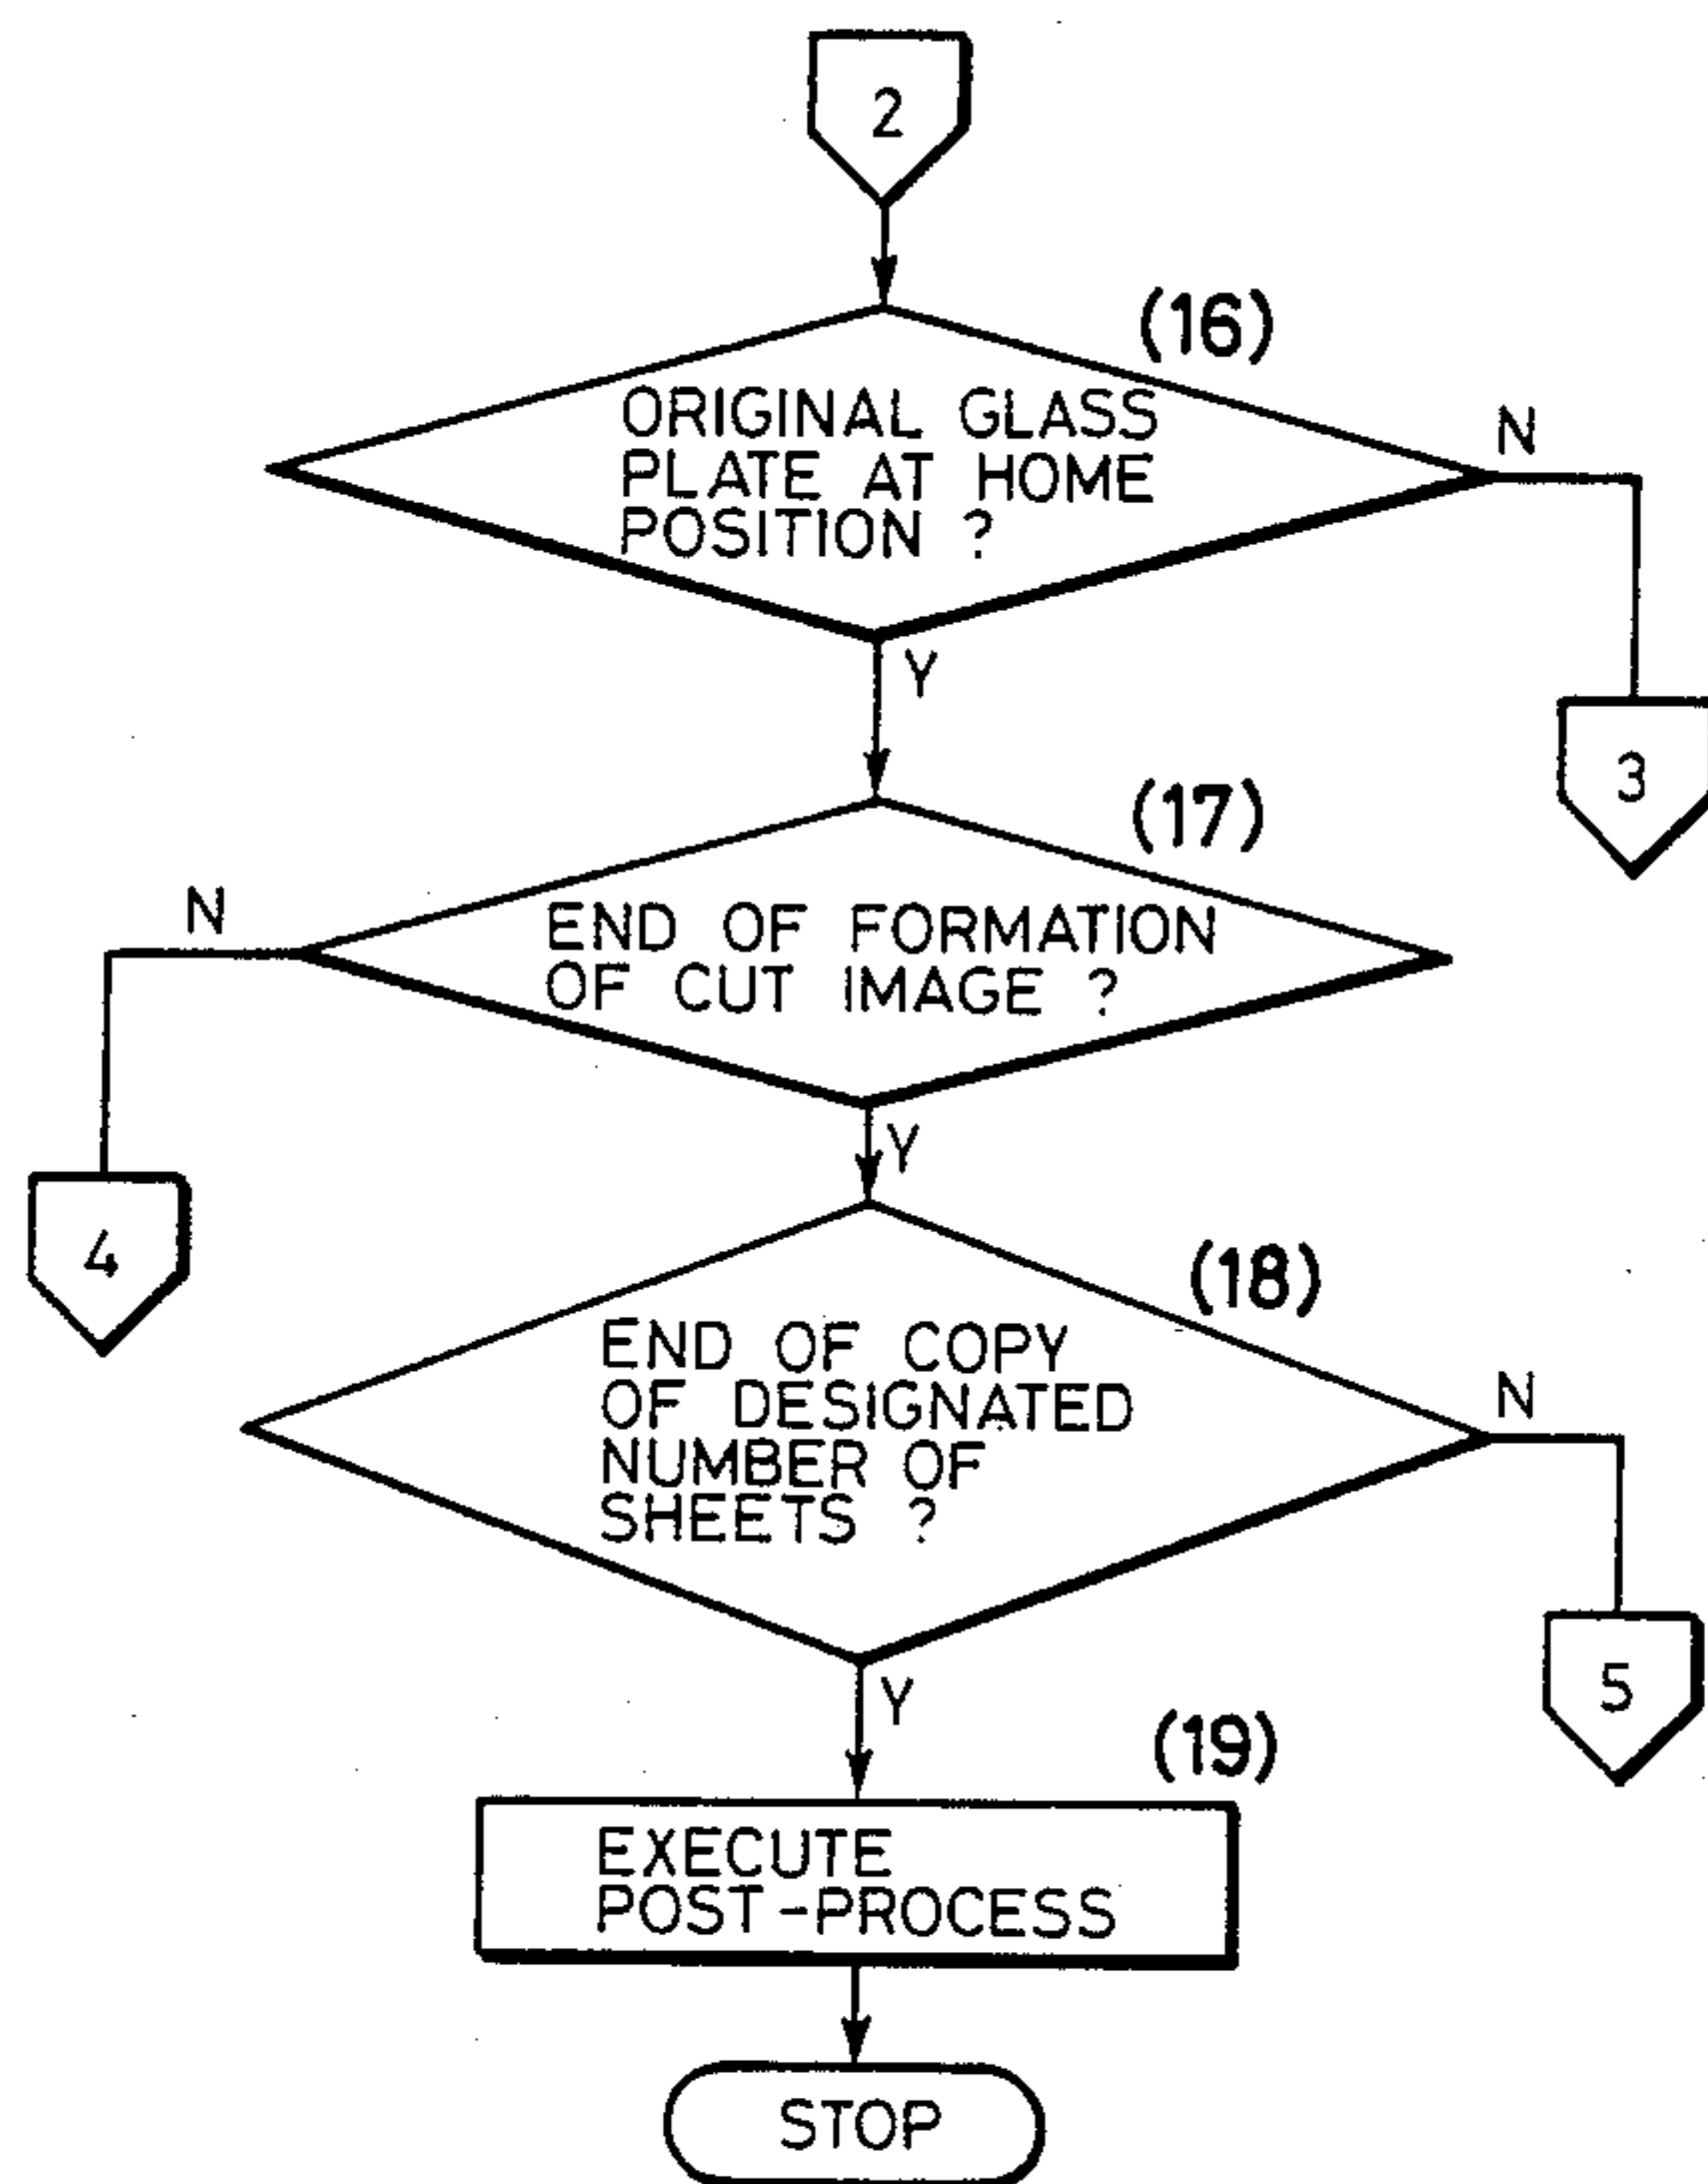 2
(16)
ORIGINAL GLASS
PLATE AT HOME
POSITION ?
N
Y
3
(17)
N
END OF FORMATION
OF CUT IMAGE ?
Y
4
(18)
END OF COPY
OF DESIGNATED
NUMBER OF
SHEETS ?
N
Y
5
(19)
EXECUTE
POST-PROCESS
STOP